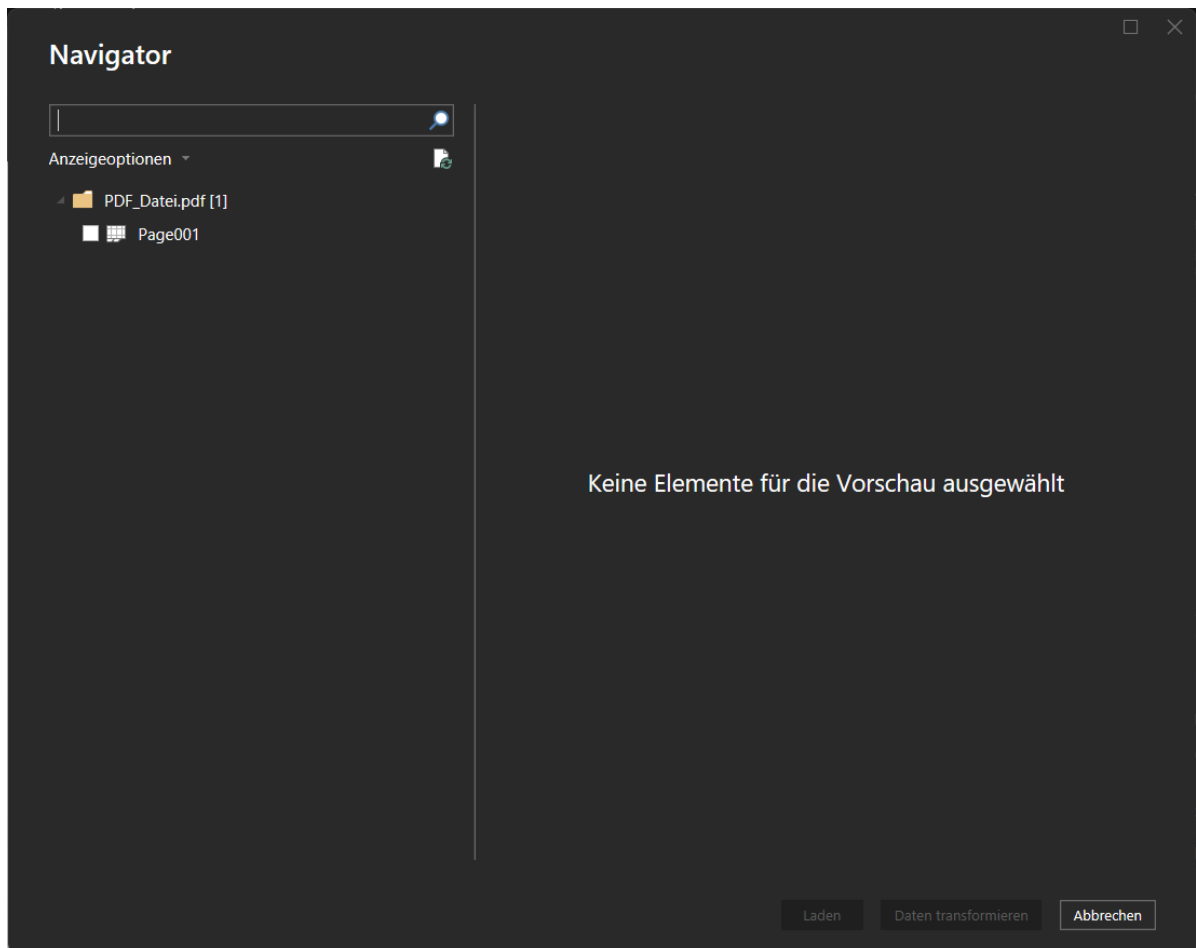 Navigator
Anzeigeoptionen
PDF_Datei.pdf [1]
Page001
Keine Elemente für die Vorschau ausgewählt
Laden
Daten transformieren
Abbrechen